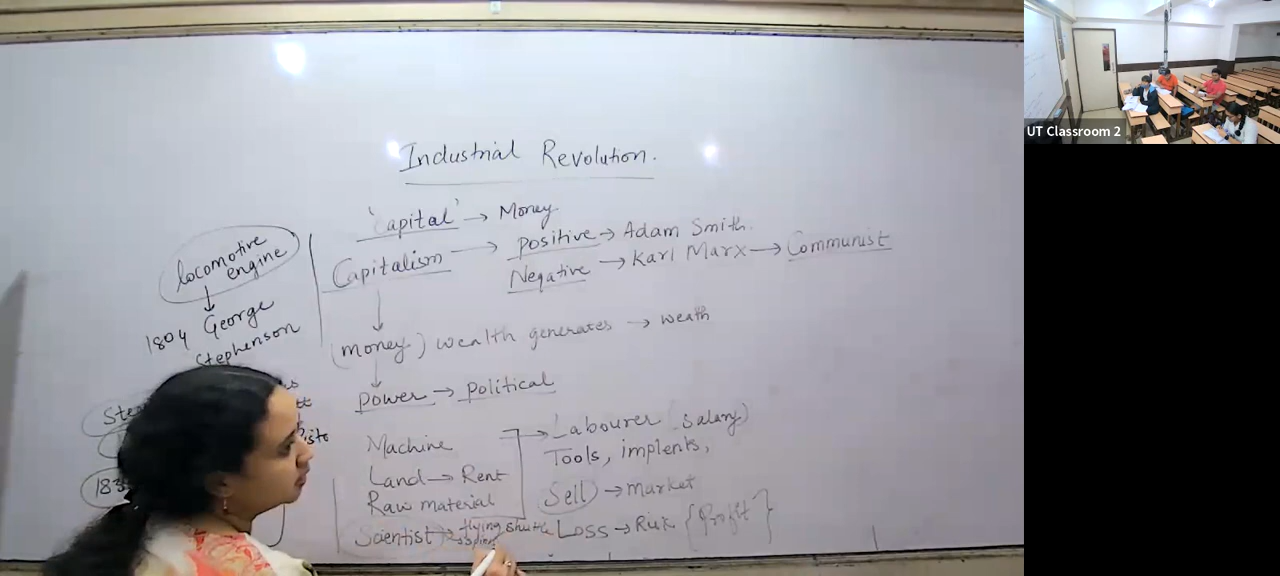 Industrial Revolution.
'Capital' → Money
Capitalism → Positive → Adam Smith.
Negative → Karl Marx → Communist
(money) wealth generates → weath
Power → Political
Machine
Land → Rent
Raw material
Scientist → flying shuttle
Labourer (Salary)
Tools, implents,
Sell → market
Loss → Risk {Profit}
locomotive
engine
1804 George
Stephenson
UT Classroom 2